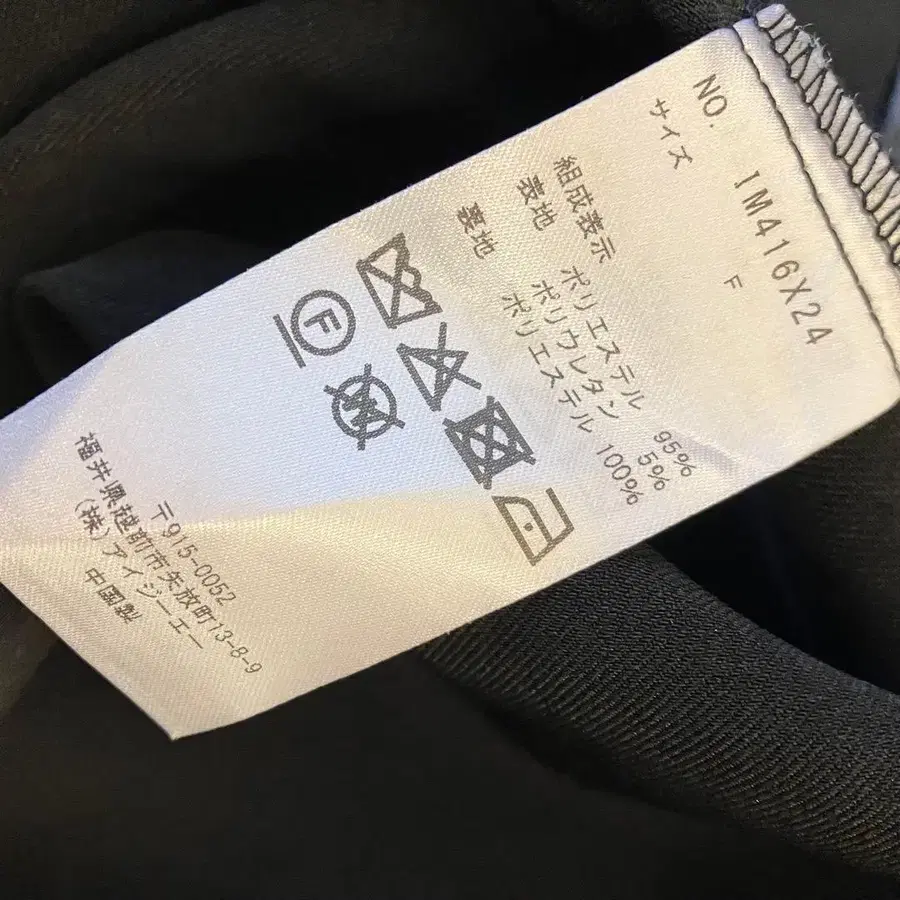 NO. IM416X24
サイズ F
組成表示
表地 ポリエステル 95%
ポリウレタン 5%
裏地 ポリエステル 100%
F
W
〒915-0052
福井県越前市矢放町13-8-9
(株)アイジーエー
中国製